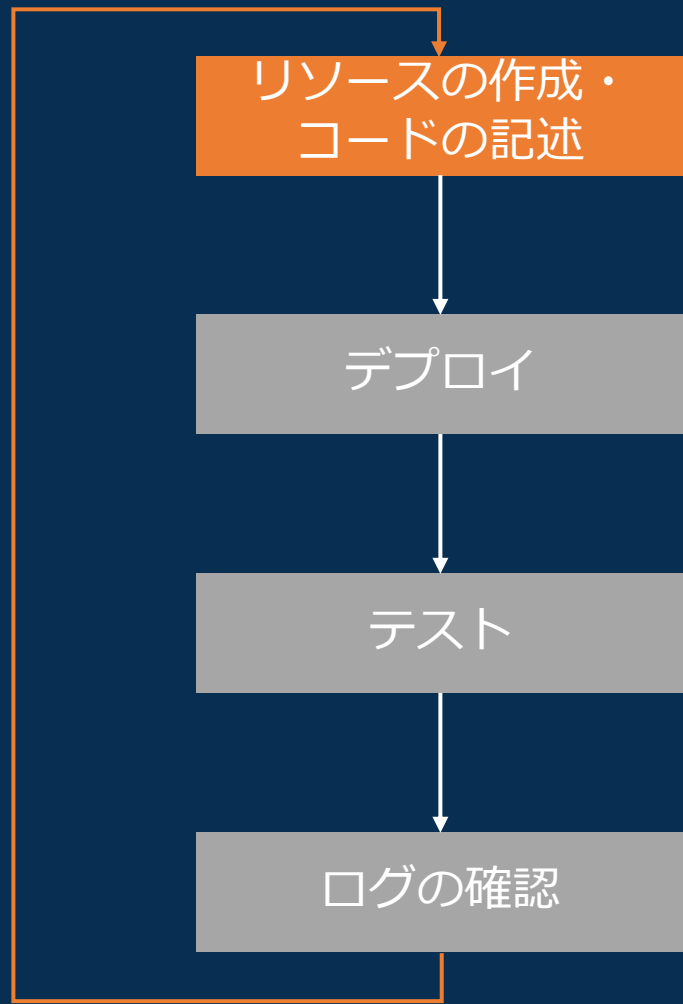 リソースの作成・
コードの記述
デプロイ
テスト
ログの確認